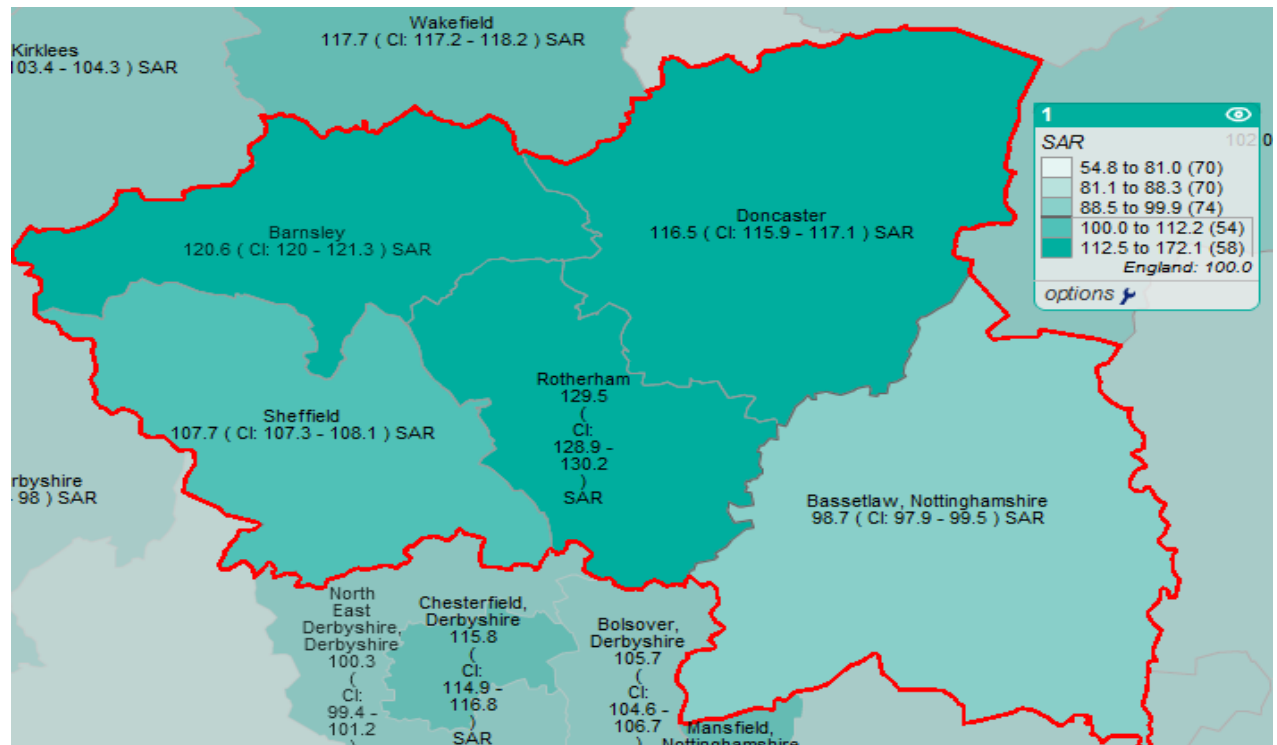 Wakefield
117.7 ( CI: 117.2 - 118.2 ) SAR
Kirklees
103.4 - 104.3 ) SAR
Barnsley
120.6 ( CI: 120 - 121.3 ) SAR
Doncaster
116.5 ( CI: 115.9 - 117.1 ) SAR
1
SAR
102.0
54.8 to 81.0 (70)
81.1 to 88.3 (70)
88.5 to 99.9 (74)
100.0 to 112.2 (54)
112.5 to 172.1 (58)
England: 100.0
options
Rotherham
129.5
(
CI:
128.9 -
130.2
)
SAR
Sheffield
107.7 ( CI: 107.3 - 108.1 ) SAR
rbyshire
- 98 ) SAR
Bassetlaw, Nottinghamshire
98.7 ( CI: 97.9 - 99.5 ) SAR
North
East
Derbyshire,
Derbyshire
100.3
(
CI:
99.4 -
101.2
)
Chesterfield,
Derbyshire
115.8
(
CI:
114.9 -
116.8
)
SAR
Bolsover,
Derbyshire
105.7
(
CI:
104.6 -
106.7
)
Mansfield,
Nottinghamshire